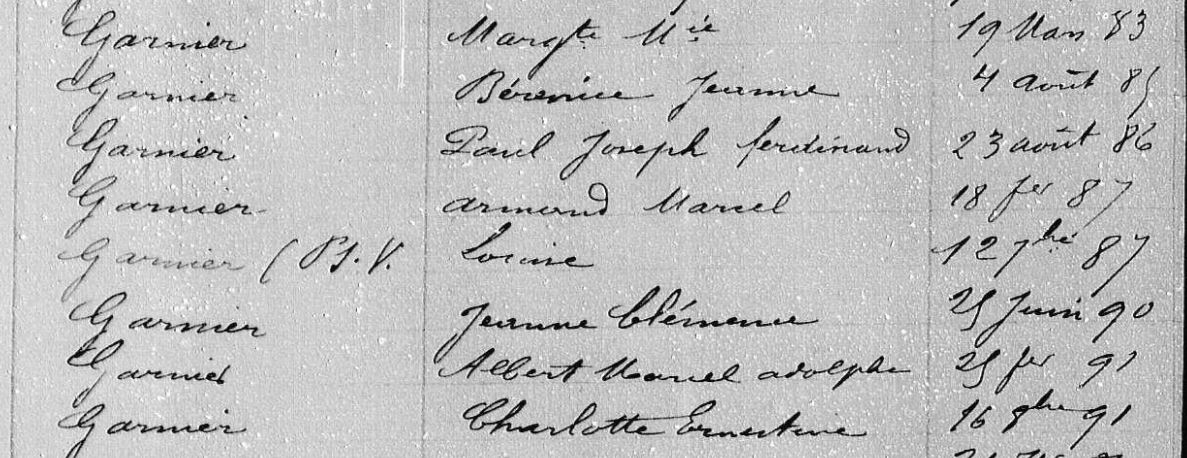 Garnier Margte Mie 19 Mars 83
Garnier Bérenice Jeanne 4 août 85
Garnier Paul Joseph ferdinand 23 août 86
Garnier armand Marcel 18 fer 87
Garnier ( V. Louise 12 7bre 87
Garnier Jeanne Clémence 25 Juin 90
Garnier Albert Marcel adolphe 25 fer 91
Garnier Charlotte Ernestine 16 8bre 91